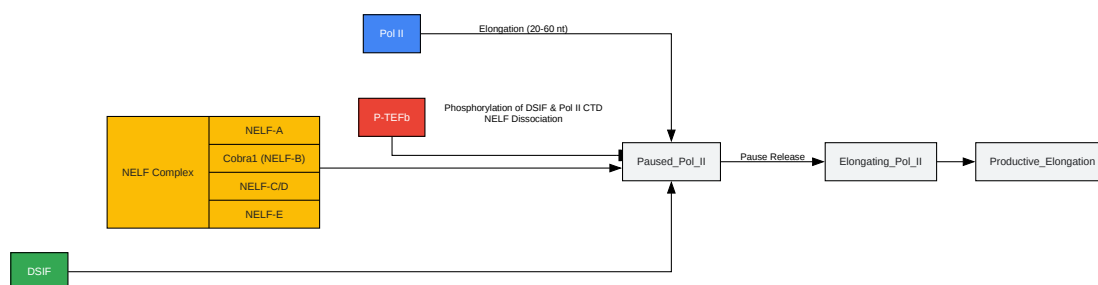 Pol II
Elongation (20-60 nt)
P-TEFb
Phosphorylation of DSIF & Pol II CTD
NELF Dissociation
NELF Complex
NELF-A
Cobra1 (NELF-B)
NELF-C/D
NELF-E
Paused_Pol_II
Pause Release
Elongating_Pol_II
Productive_Elongation
DSIF